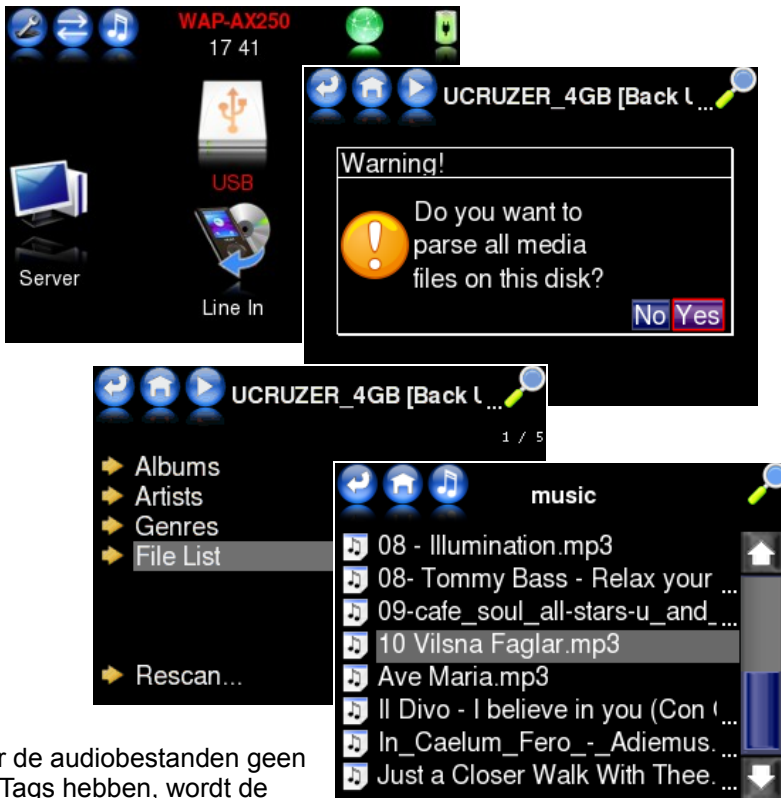 WAP-AX250
17 41
USB
Server
Line In
UCRUZER_4GB [Back U...
Warning!
Do you want to
parse all media
files on this disk?
No Yes
UCRUZER_4GB [Back U...
1 / 5
Albums
Artists
Genres
File List
Rescan...
music
08 - Illumination.mp3
08- Tommy Bass - Relax your ...
09-cafe_soul_all-stars-u_and_...
10 Vilsna Faglar.mp3
Ave Maria.mp3
Il Divo - I believe in you (Con ...
In_Caelum_Fero_-_Adiemus. ...
Just a Closer Walk With Thee. ...
r de audiobestanden geen
Tags hebben, wordt de